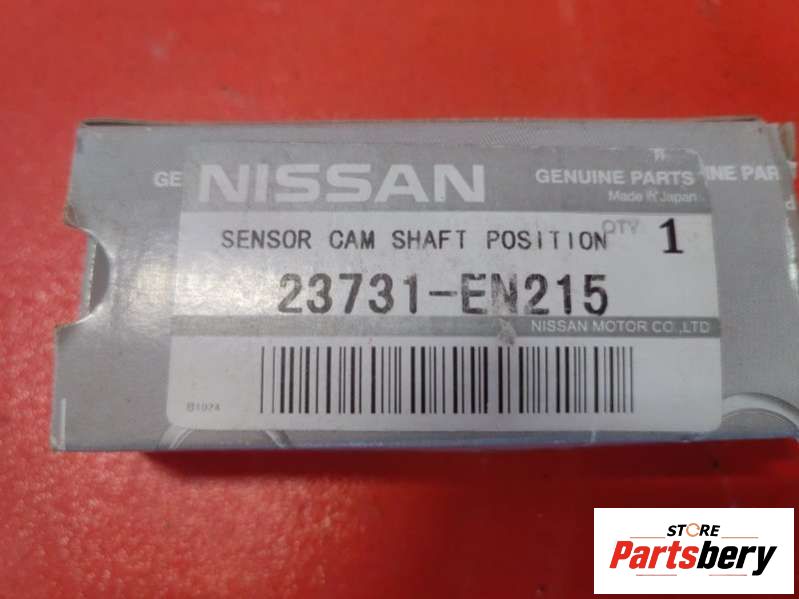 GE NISSAN GENUINE PARTS INE PAR
Made in Japan
SENSOR CAM SHAFT POSITION QTY 1
23731-EN215
NISSAN MOTOR CO.,LTD
B1074
STORE
Partsbery